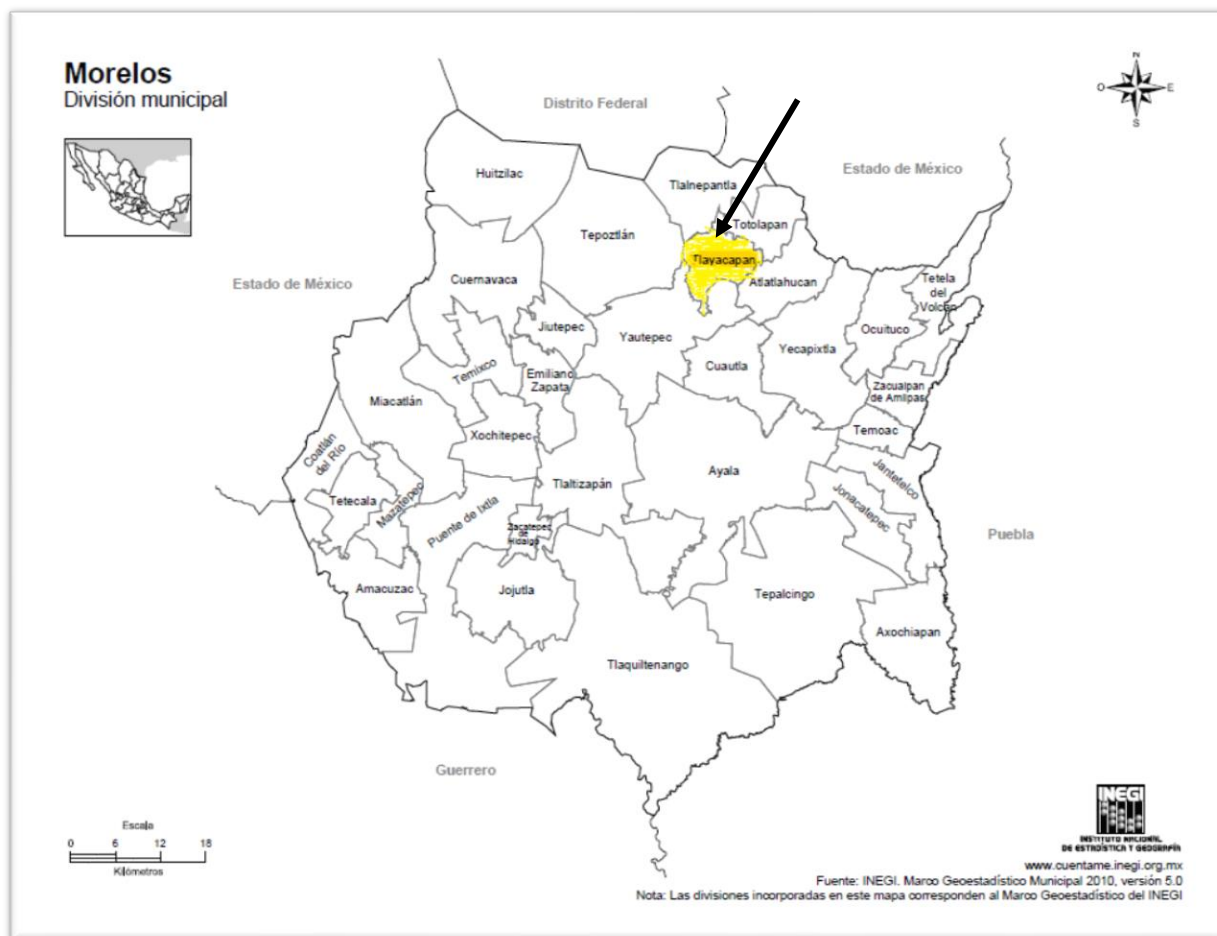 Morelos
División municipal
N
O
E
S
Distrito Federal
Estado de México
Huitzilac
Tlalnepantla
Totolapan
Tepoztlán
Tlayacapan
Cuernavaca
Atlatlahucan
Tetela
del
Volcán
Estado de México
Jiutepec
Yautepec
Ocuituco
Yecapixtla
Cuautla
Temixco
Emiliano
Zapata
Zacualpan
de Amilpas
Miacatlán
Temoac
Xochitepec
Coatlán
del Río
Ayala
Jantetelco
Tetecala
Mazatepec
Tlaltizapán
Jonacatepec
Puente de Ixtla
Zacatepec
de
Hidalgo
Puebla
Amacuzac
Jojutla
Tepalcingo
Axochiapan
Tlaquiltenango
Guerrero
INEGI
INSTITUTO NACIONAL
DE ESTADÍSTICA Y GEOGRAFÍA
Escala
0 6 12 18
Kilómetros
www.cuentame.inegi.org.mx
Fuente: INEGI. Marco Geoestadístico Municipal 2010, versión 5.0
Nota: Las divisiones incorporadas en este mapa corresponden al Marco Geoestadístico del INEGI